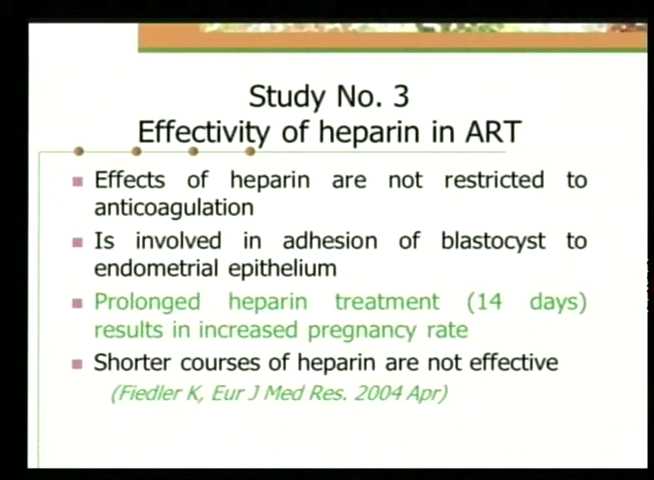 Study No. 3
Effectivity of heparin in ART
Effects of heparin are not restricted to
anticoagulation
Is involved in adhesion of blastocyst to
endometrial epithelium
Prolonged heparin treatment (14 days)
results in increased pregnancy rate
Shorter courses of heparin are not effective
(Fiedler K, Eur J Med Res. 2004 Apr)